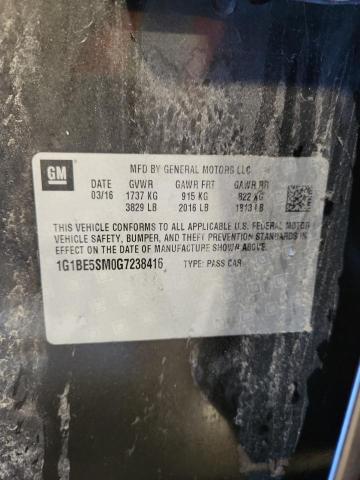 GM
MFD BY GENERAL MOTORS LLC
DATE GVWR GAWR FRT GAWR RR
03/16 1737 KG 915 KG 822 KG
3829 LB 2016 LB 1813 LB
THIS VEHICLE CONFORMS TO ALL APPLICABLE U.S. FEDERAL MOTOR
VEHICLE SAFETY, BUMPER, AND THEFT PREVENTION STANDARDS
IN EFFECT ON THE DATE OF MANUFACTURE SHOWN ABOVE.
1G1BE5SM0G7238416 TYPE: PASS CAR